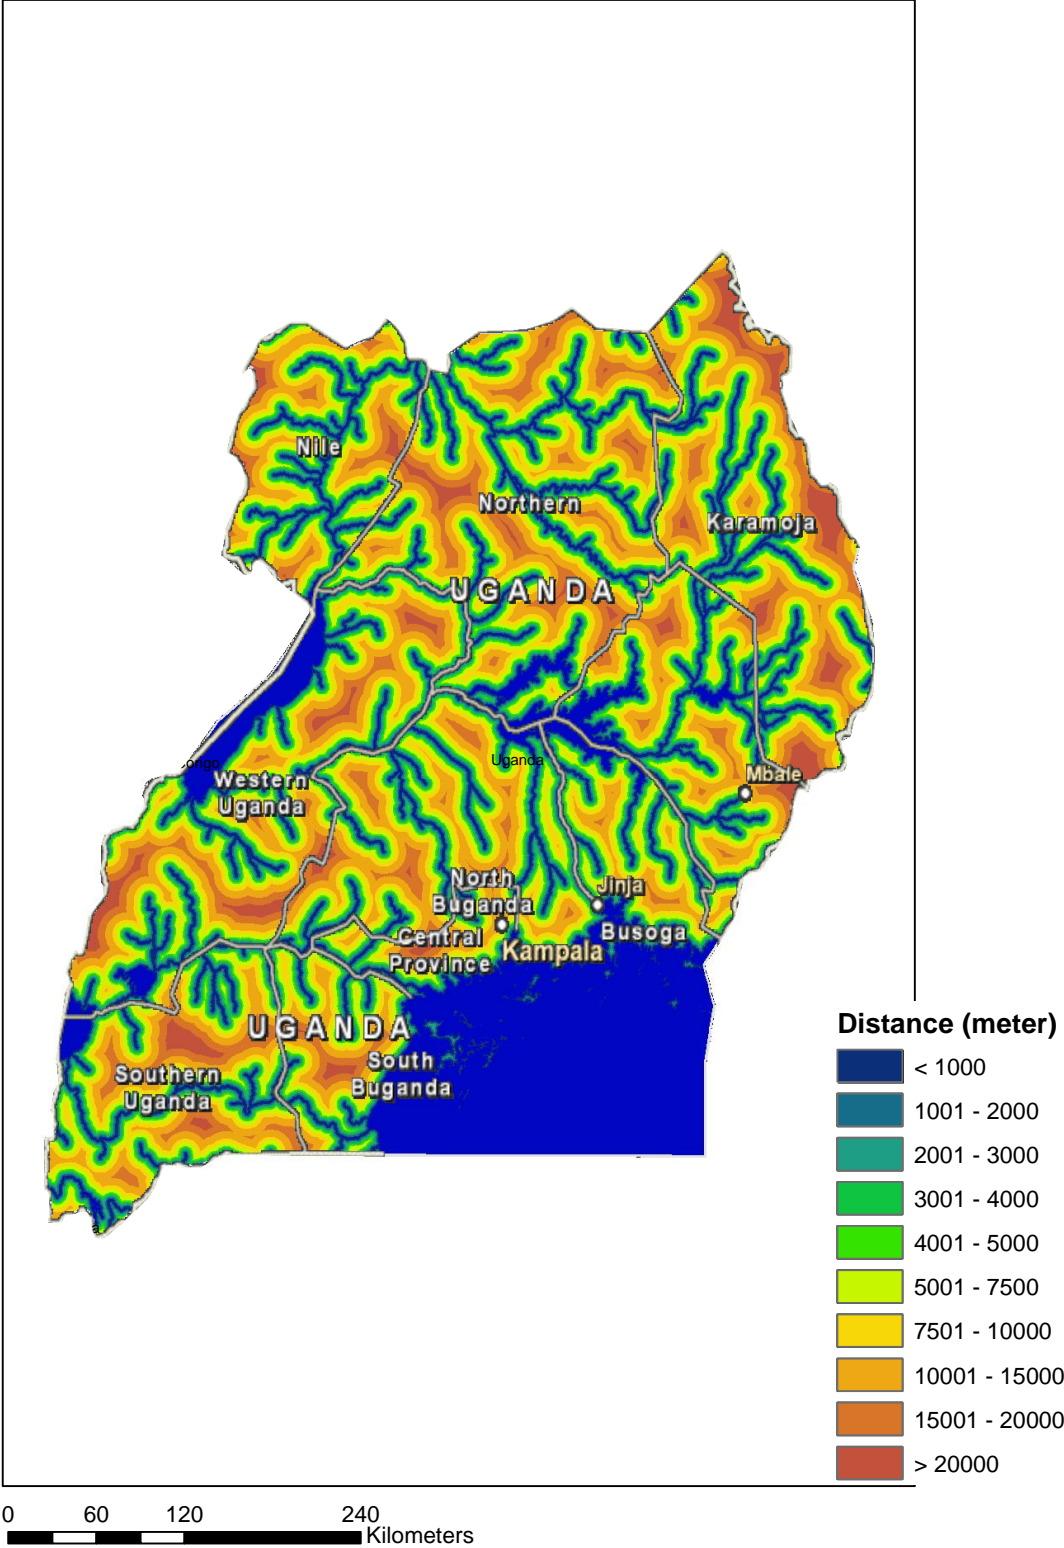 Nile
Northern
Karamoja
UGANDA
ongo
Uganda
Western
Uganda
Mbale
North
Buganda
Jinja
Busoga
Central
Province
Kampala
UGANDA
South
Buganda
Southern
Uganda
Distance (meter)
< 1000
1001 - 2000
2001 - 3000
3001 - 4000
4001 - 5000
5001 - 7500
7501 - 10000
10001 - 15000
15001 - 20000
> 20000
0 60 120 240
Kilometers